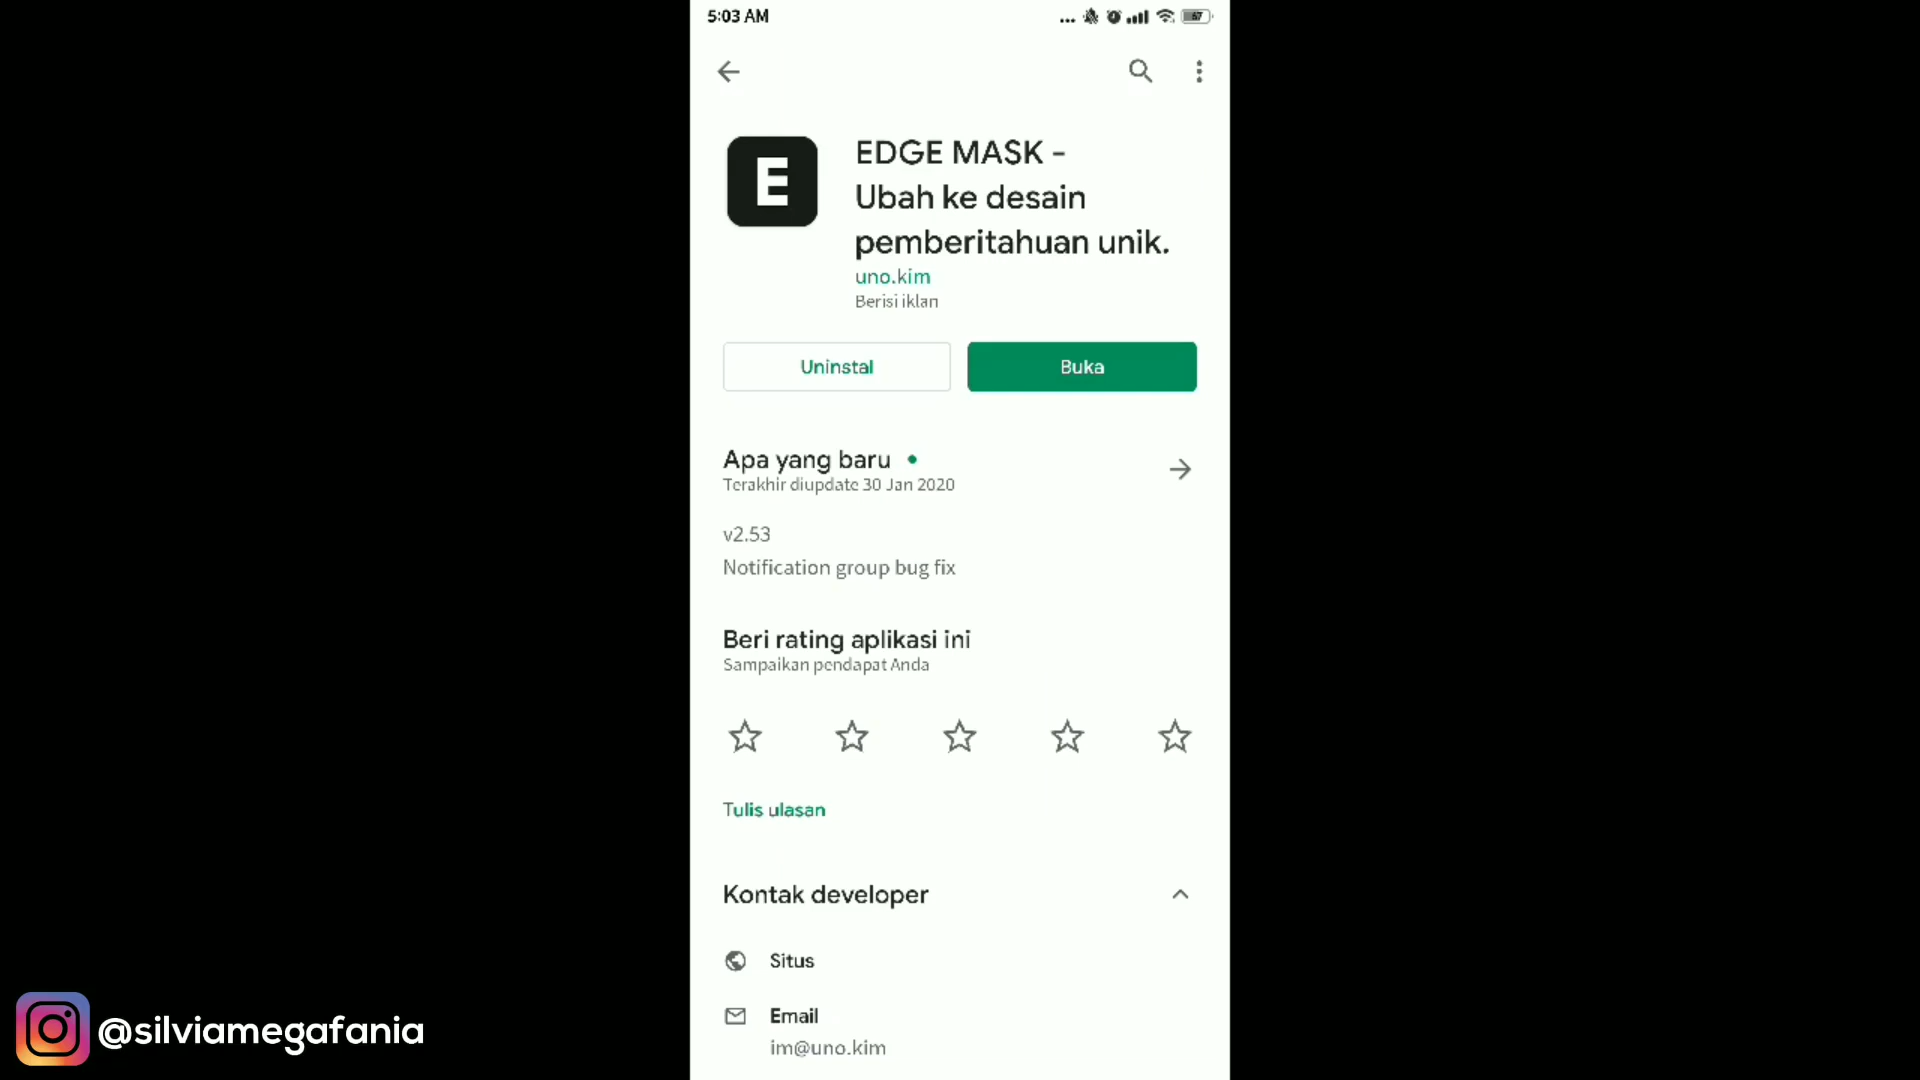 5:03 AM
67
E
EDGE MASK -
Ubah ke desain
pemberitahuan unik.
uno.kim
Berisi iklan
Uninstal
Buka
Apa yang baru
Terakhir diupdate 30 Jan 2020
v2.53
Notification group bug fix
Beri rating aplikasi ini
Sampaikan pendapat Anda
Tulis ulasan
Kontak developer
Situs
Email
im@uno.kim
@silviamegafania